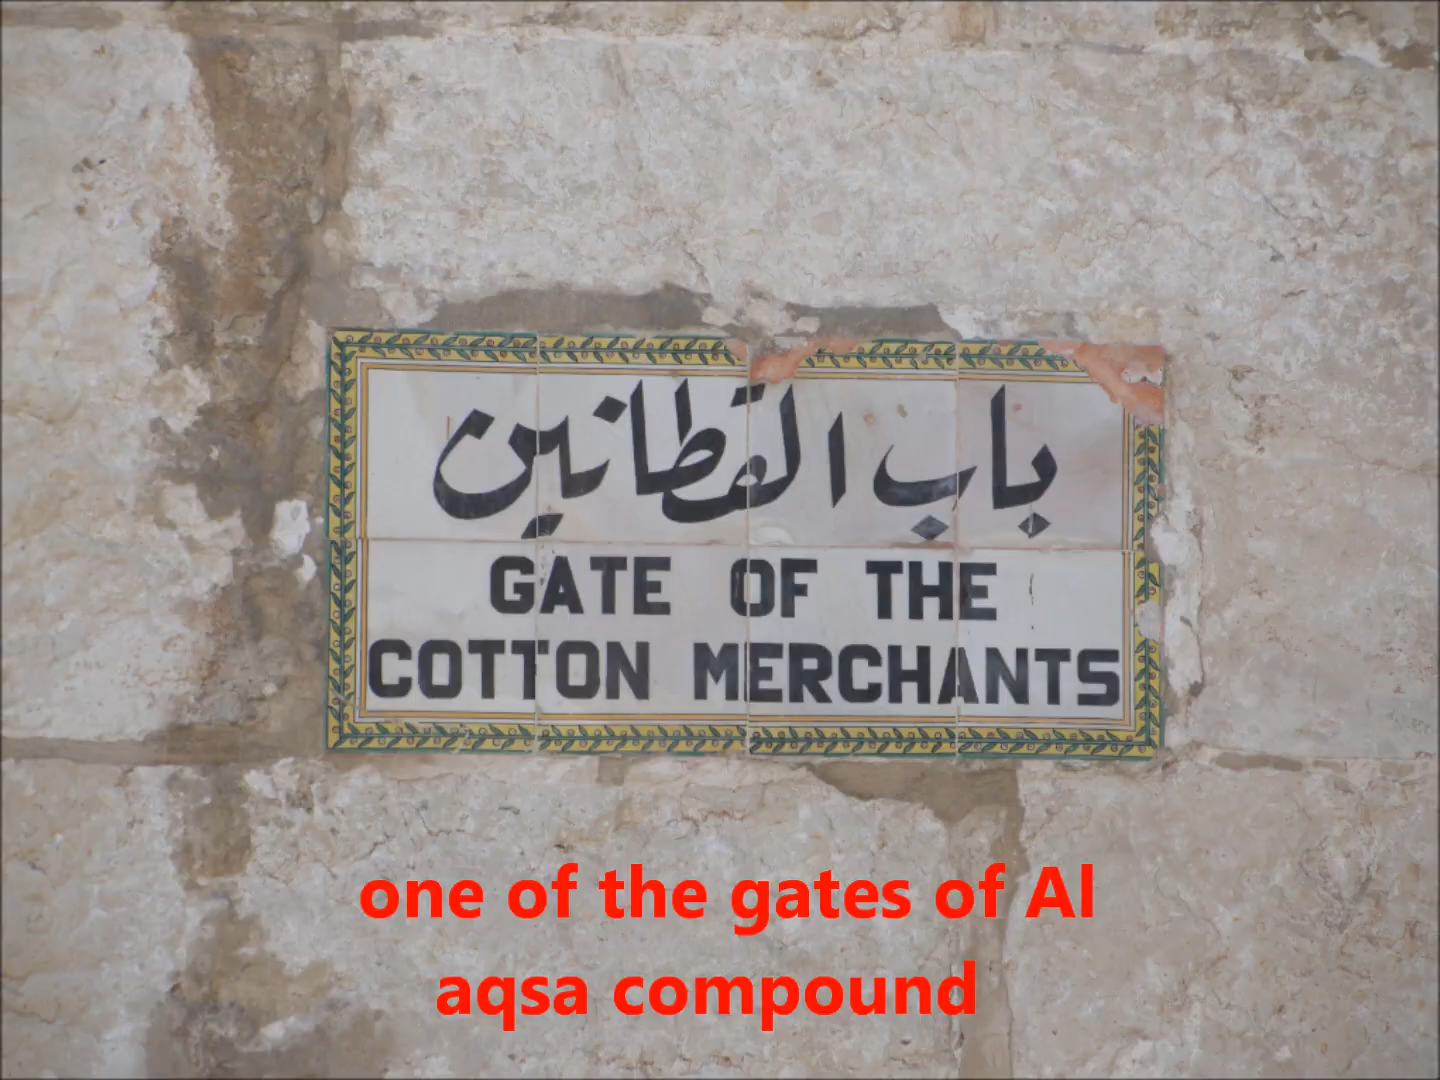 باب القطانين
GATE OF THE
COTTON MERCHANTS
one of the gates of Al
aqsa compound